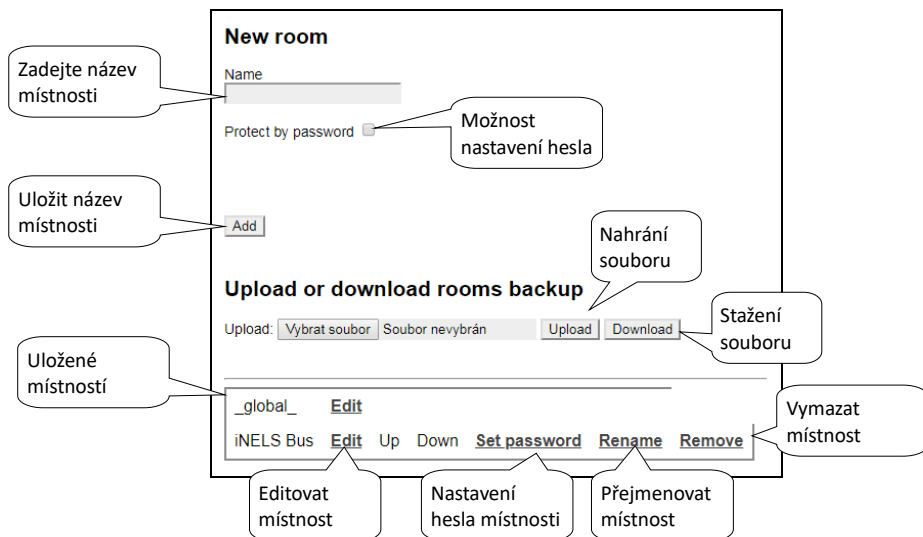 New room
Zadejte název
místnosti
Name
Protect by password
Možnost
nastavení hesla
Uložit název
místnosti
Add
Nahrání
souboru
Upload or download rooms backup
Upload: Vybrat soubor Soubor nevybrán Upload Download
Stažení
souboru
Uložené
místností
_global_ Edit
iNELS Bus Edit Up Down Set password Rename Remove
Vymazat
místnost
Editovat
místnost
Nastavení
hesla místnosti
Přejmenovat
místnost